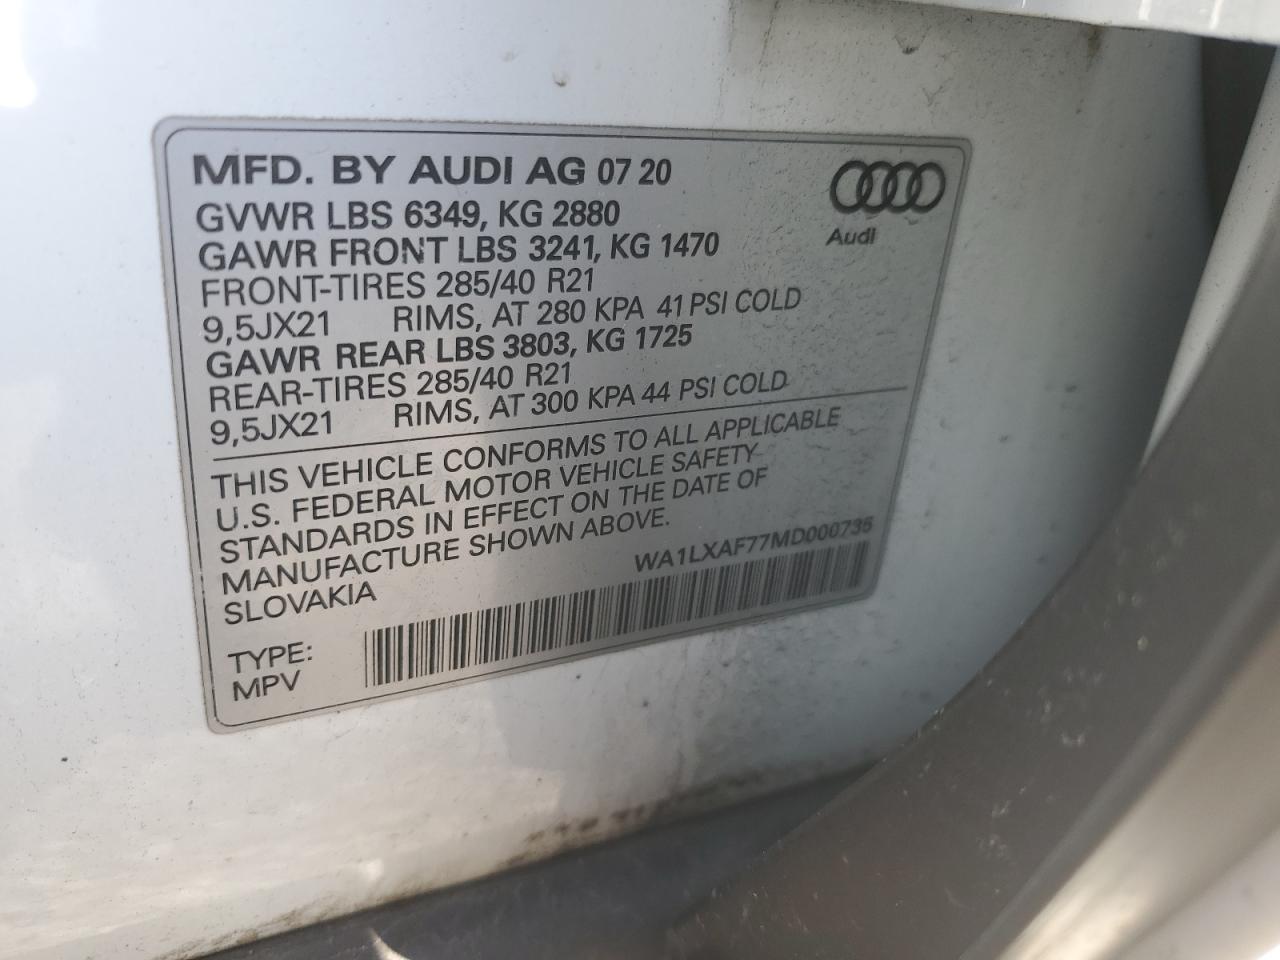 MFD. BY AUDI AG 07 20
Audi
GVWR LBS 6349, KG 2880
GAWR FRONT LBS 3241, KG 1470
FRONT-TIRES 285/40 R21
9,5JX21 RIMS, AT 280 KPA 41 PSI COLD
GAWR REAR LBS 3803, KG 1725
REAR-TIRES 285/40 R21
9,5JX21 RIMS, AT 300 KPA 44 PSI COLD
THIS VEHICLE CONFORMS TO ALL APPLICABLE
U.S. FEDERAL MOTOR VEHICLE SAFETY
STANDARDS IN EFFECT ON THE DATE OF
MANUFACTURE SHOWN ABOVE.
SLOVAKIA
WA1LXAF77MD000735
TYPE:
MPV